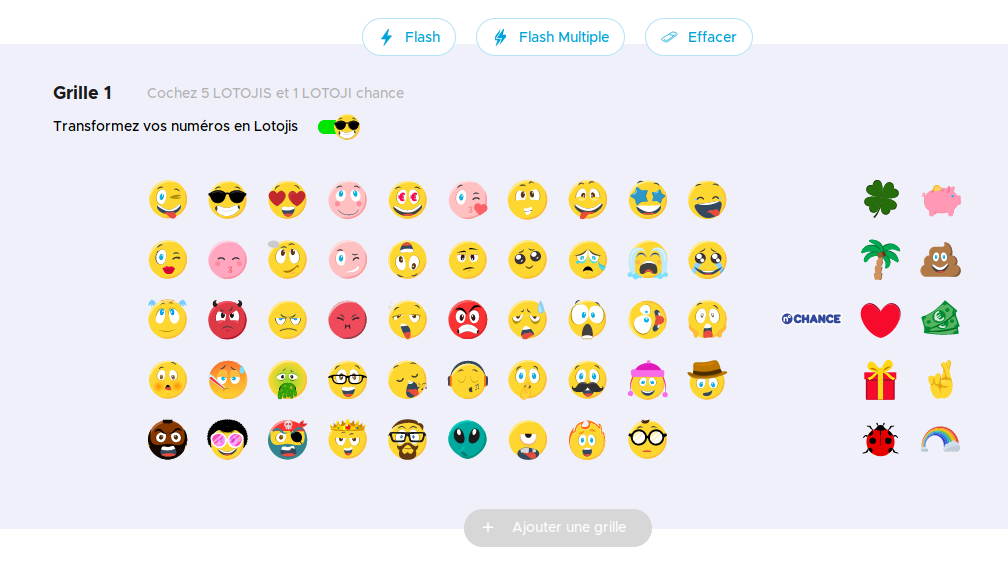 Flash
Flash Multiple
Effacer
Grille 1
Cochez 5 LOTOJIS et 1 LOTOJI chance
Transformez vos numéros en Lotojis
n° CHANCE
+ Ajouter une grille